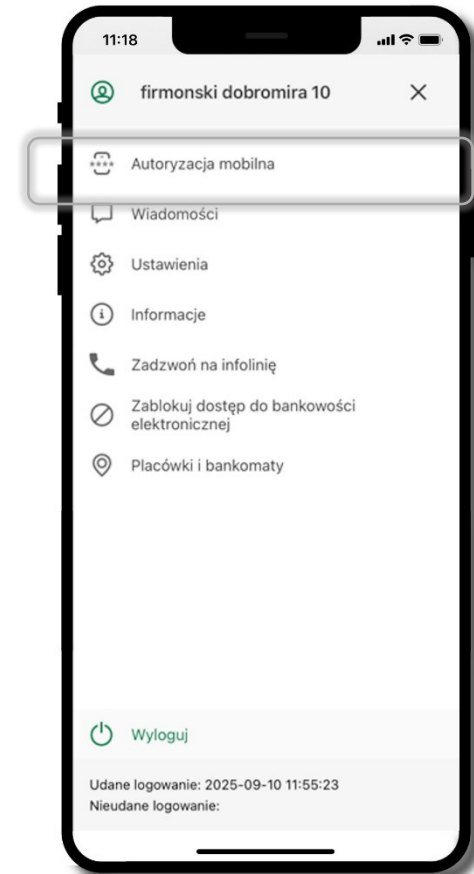 11:18
firmonski dobromira 10
Autoryzacja mobilna
Wiadomości
Ustawienia
Informacje
Zadzwoń na infolinię
Zablokuj dostęp do bankowości
elektronicznej
Placówki i bankomaty
Wyloguj
Udane logowanie: 2025-09-10 11:55:23
Nieudane logowanie: